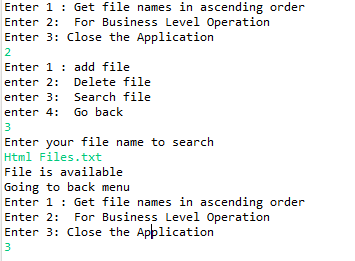 Enter 1 : Get file names in ascending order
Enter 2:  For Business Level Operation
Enter 3: Close the Application
2
Enter 1 : add file
enter 2:  Delete file
enter 3:  Search file
enter 4:  Go back
3
Enter your file name to search
Html Files.txt
File is available
Going to back menu
Enter 1 : Get file names in ascending order
Enter 2:  For Business Level Operation
Enter 3: Close the Application
3